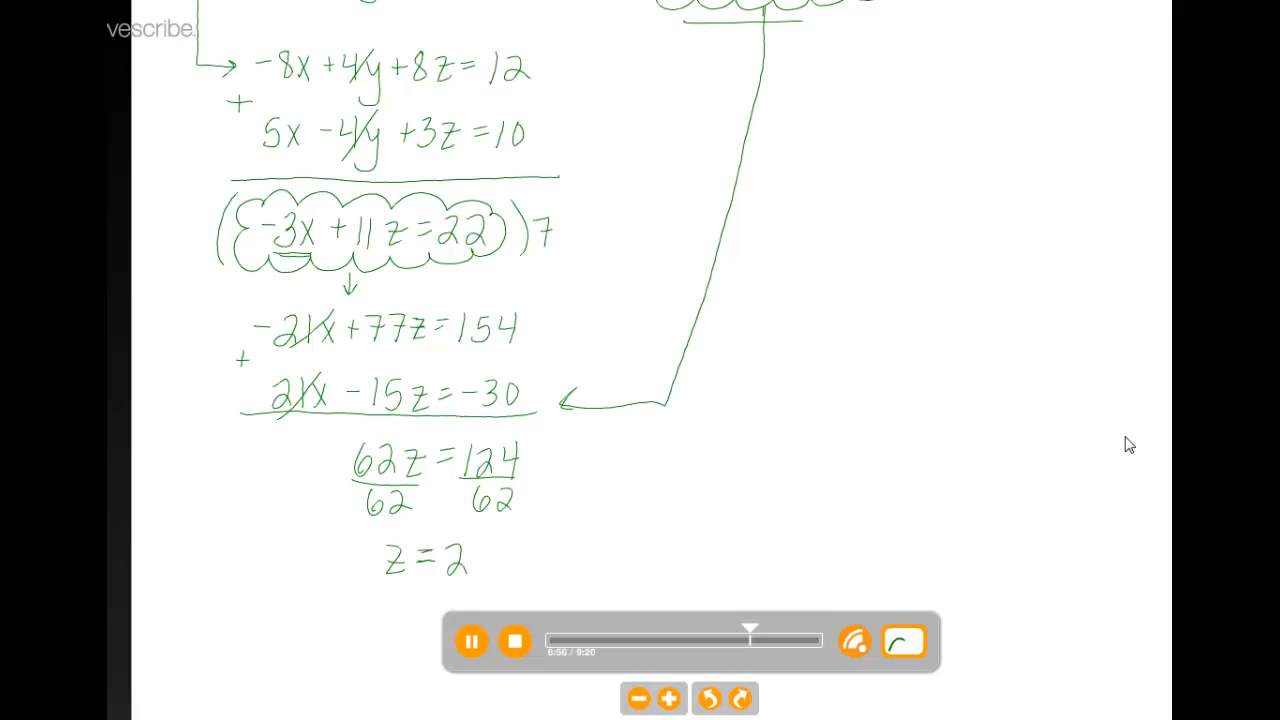 vescribe.
-8x + 4y + 8z = 12
+
5x - 4y + 3z = 10
(-3x + 11z = 22) 7
-21x + 77z = 154
+
21x - 15z = -30
62z = 124
62 62
z = 2
6:56 / 9:20